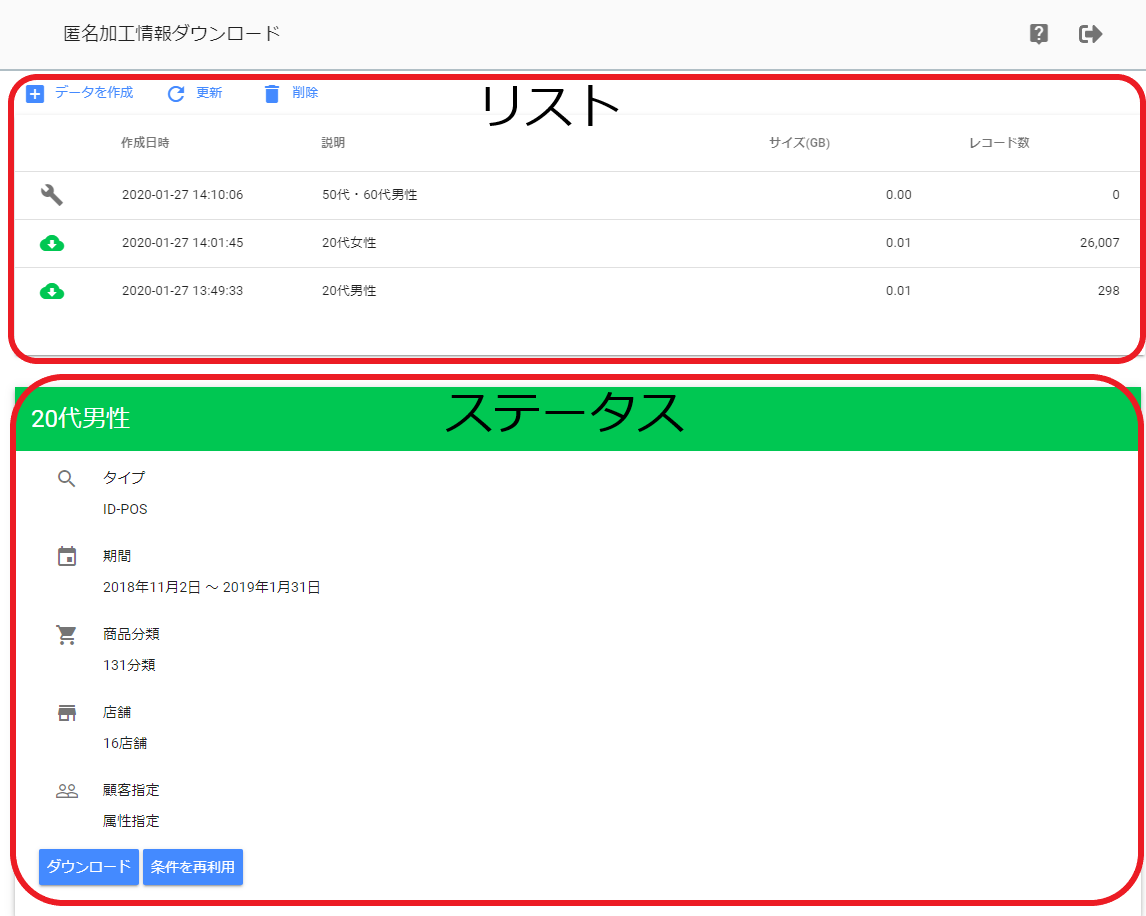 匿名加工情報ダウンロード
データを作成 更新 削除
リスト
作成日時 説明 サイズ(GB) レコード数
2020-01-27 14:10:06 50代・60代男性 0.00 0
2020-01-27 14:01:45 20代女性 0.01 26,007
2020-01-27 13:49:33 20代男性 0.01 298
20代男性
ステータス
タイプ
ID-POS
期間
2018年11月2日 〜 2019年1月31日
商品分類
131分類
店舗
16店舗
顧客指定
属性指定
ダウンロード 条件を再利用